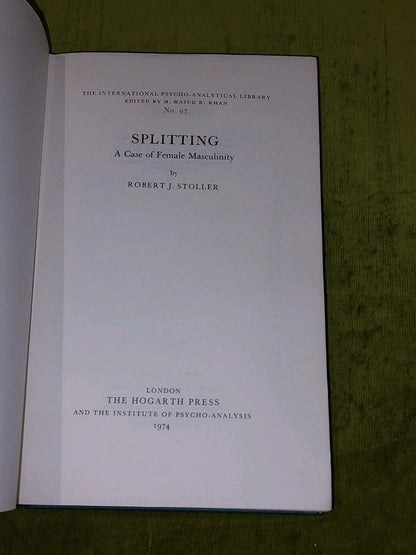 THE INTERNATIONAL PSYCHO-ANALYTICAL LIBRARY
EDITED BY M. MASUD R. KHAN
No. 97
SPLITTING
A Case of Female Masculinity
by
ROBERT J. STOLLER
LONDON
THE HOGARTH PRESS
AND THE INSTITUTE OF PSYCHO-ANALYSIS
1974